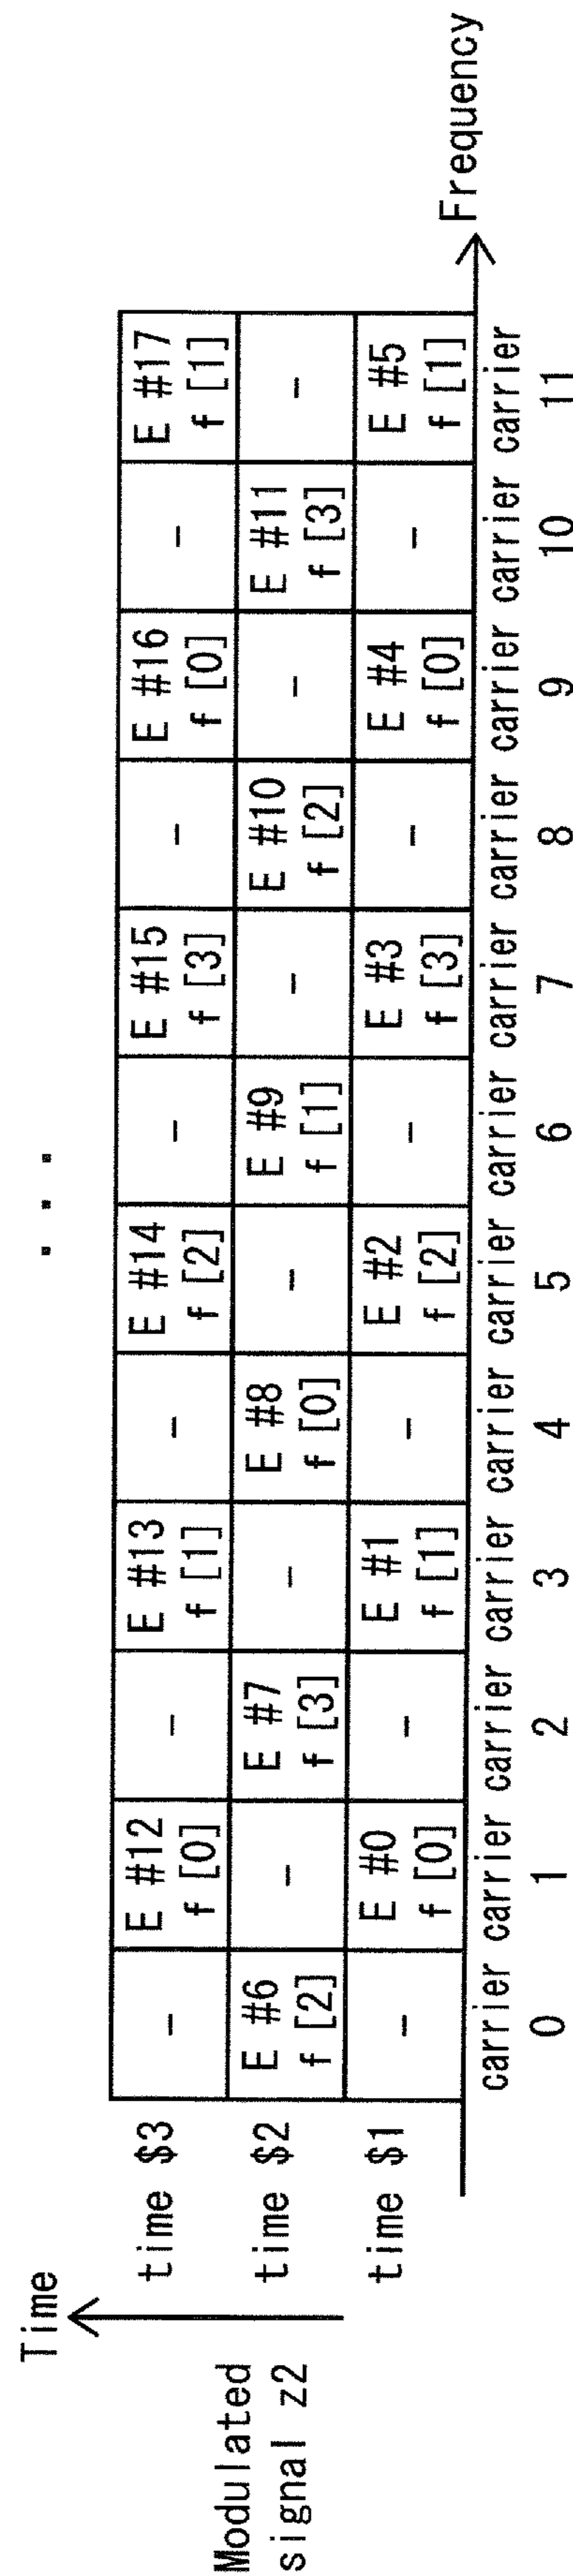 Time
Modulated
signal z2
. . .
time $3
-
E #12
f [0]
-
E #13
f [1]
-
E #14
f [2]
-
E #15
f [3]
-
E #16
f [0]
-
E #17
f [1]
time $2
E #6
f [2]
-
E #7
f [3]
-
E #8
f [0]
-
E #9
f [1]
-
E #10
f [2]
-
E #11
f [3]
-
time $1
-
E #0
f [0]
-
E #1
f [1]
-
E #2
f [2]
-
E #3
f [3]
-
E #4
f [0]
-
E #5
f [1]
Frequency
carrier carrier carrier carrier carrier carrier carrier carrier carrier carrier carrier carrier
0 1 2 3 4 5 6 7 8 9 10 11